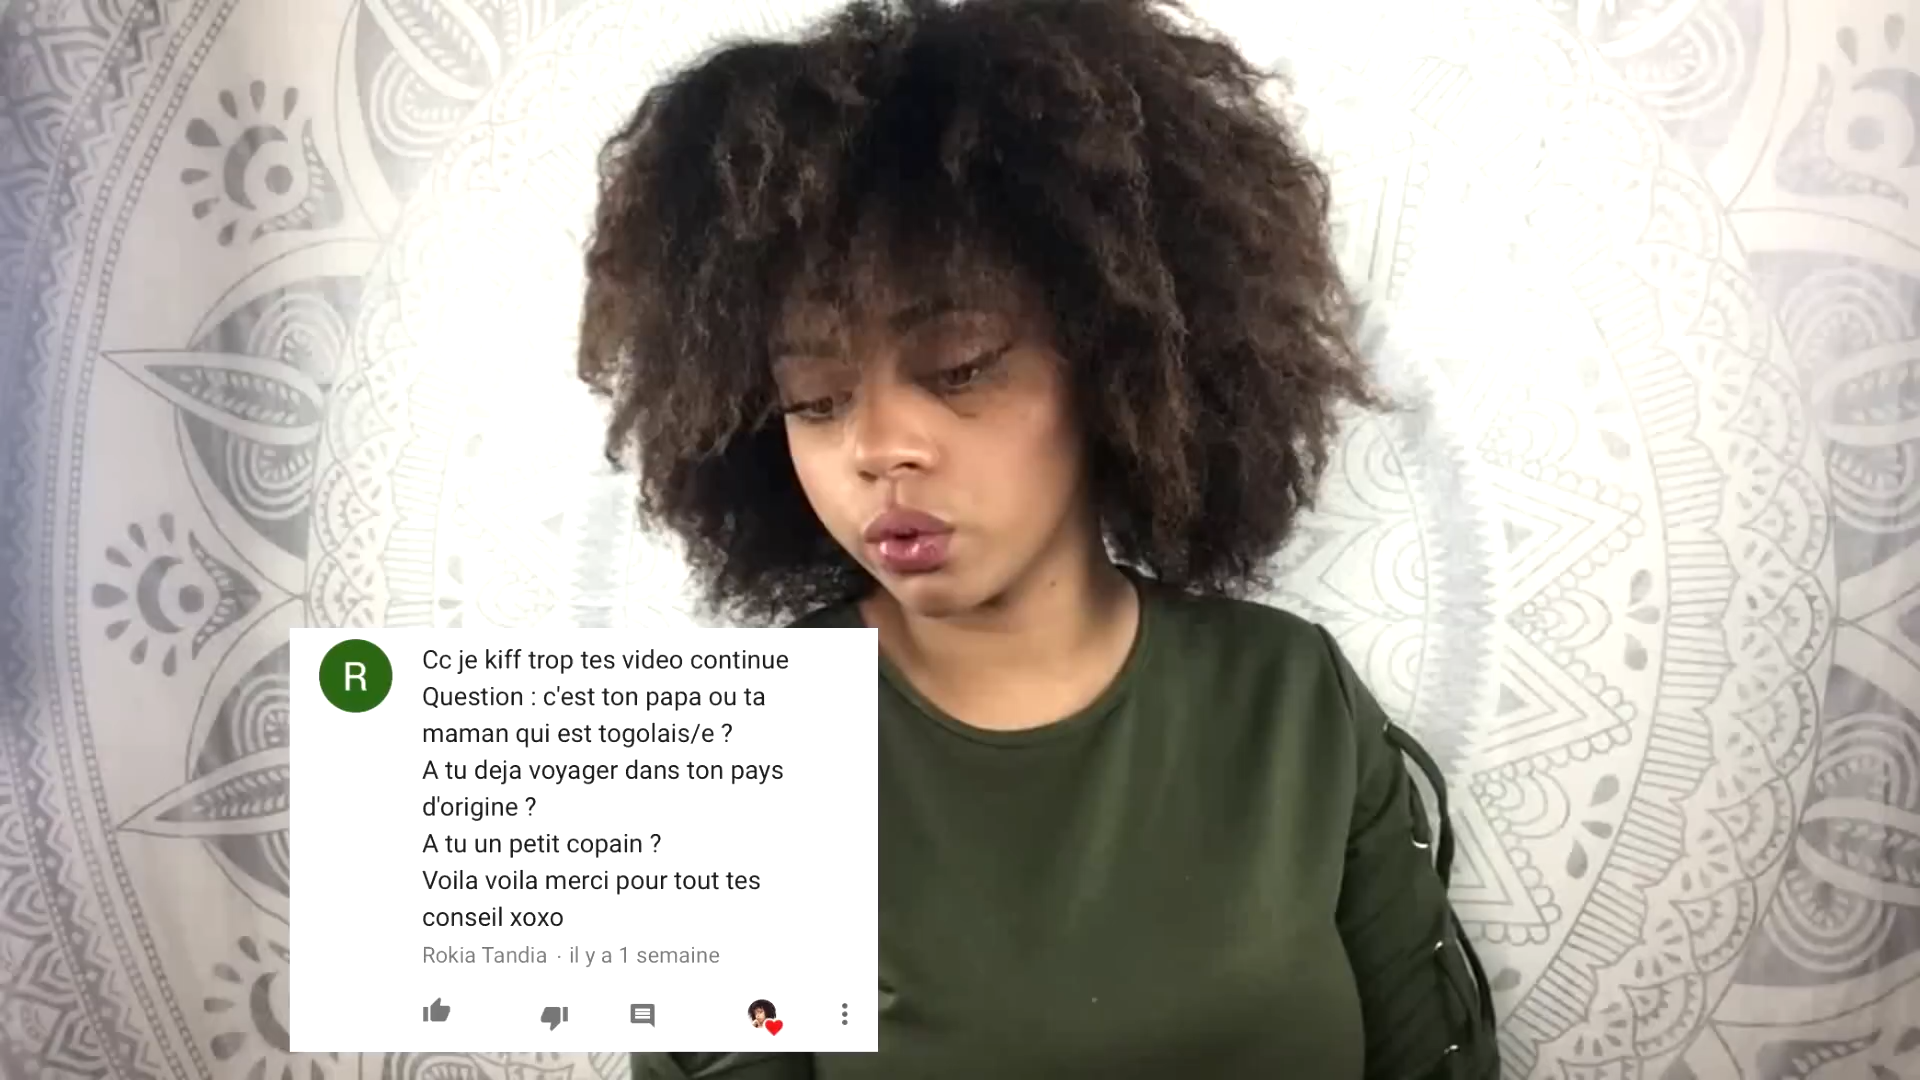 R
Cc je kiff trop tes video continue
Question : c'est ton papa ou ta
maman qui est togolais/e ?
A tu deja voyager dans ton pays
d'origine ?
A tu un petit copain ?
Voila voila merci pour tout tes
conseil xoxo
Rokia Tandia · il y a 1 semaine